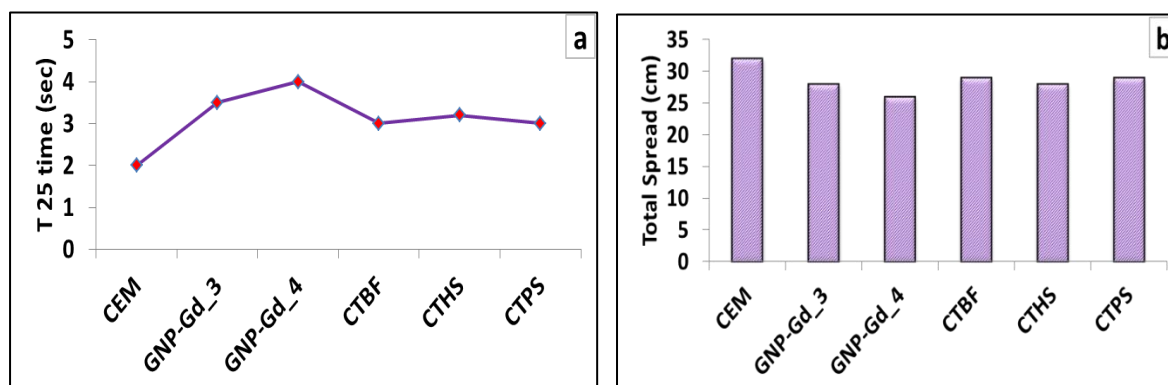 a
T 25 time (sec)
5
4
3
2
1
0
CEM
GNP-Gd_3
GNP-Gd_4
CTBF
CTHS
CTPS
b
Total Spread (cm)
35
30
25
20
15
10
5
0
CEM
GNP-Gd_3
GNP-Gd_4
CTBF
CTHS
CTPS